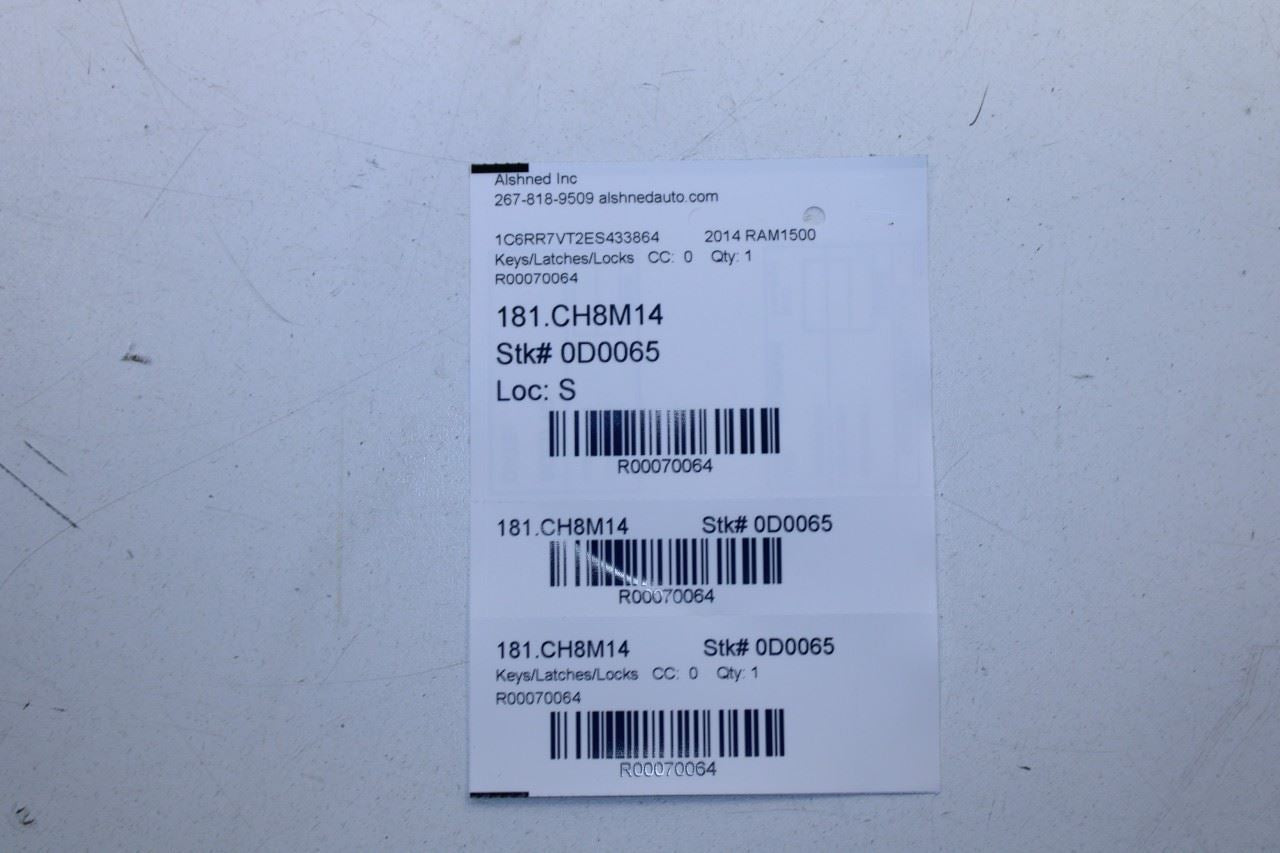 Alshned Inc
267-818-9509 alshnedauto.com
1C6RR7VT2ES433864 2014 RAM1500
Keys/Latches/Locks CC: 0 Qty: 1
R00070064
181.CH8M14
Stk# 0D0065
Loc: S
R00070064
181.CH8M14 Stk# 0D0065
R00070064
181.CH8M14 Stk# 0D0065
Keys/Latches/Locks CC: 0 Qty: 1
R00070064
R00070064